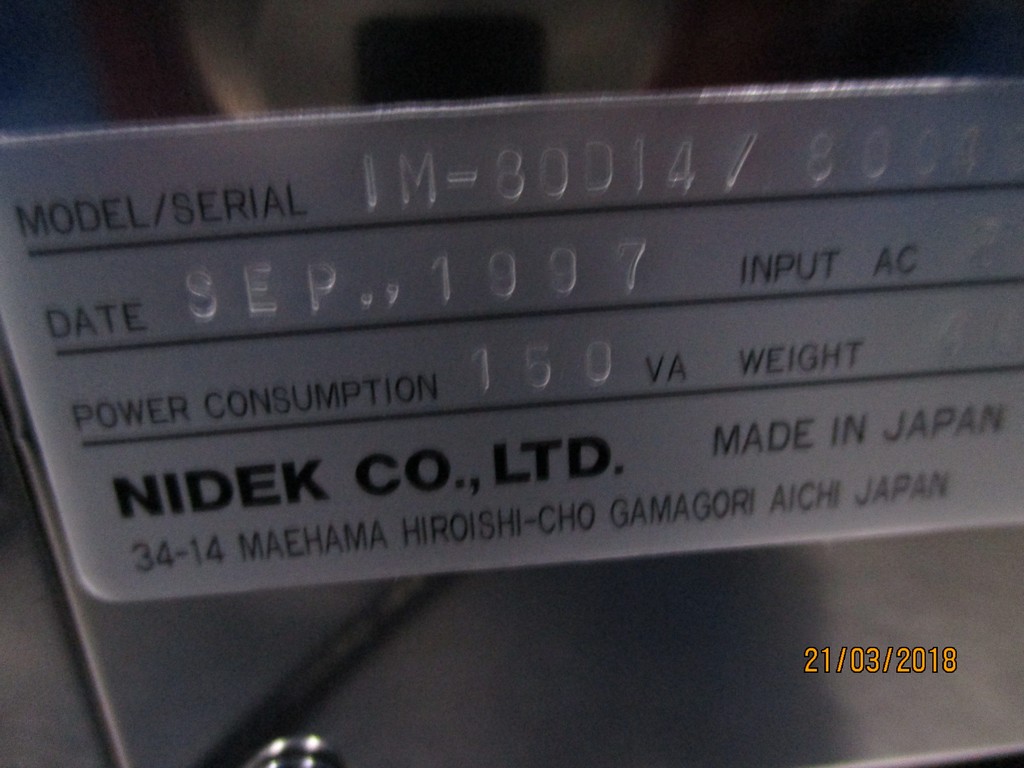 MODEL/SERIAL IM-80D14/
DATE SEP.,1997 INPUT AC
POWER CONSUMPTION 150 VA WEIGHT
NIDEK CO.,LTD. MADE IN JAPAN
34-14 MAEHAMA HIROISHI-CHO GAMAGORI AICHI JAPAN
21/03/2018